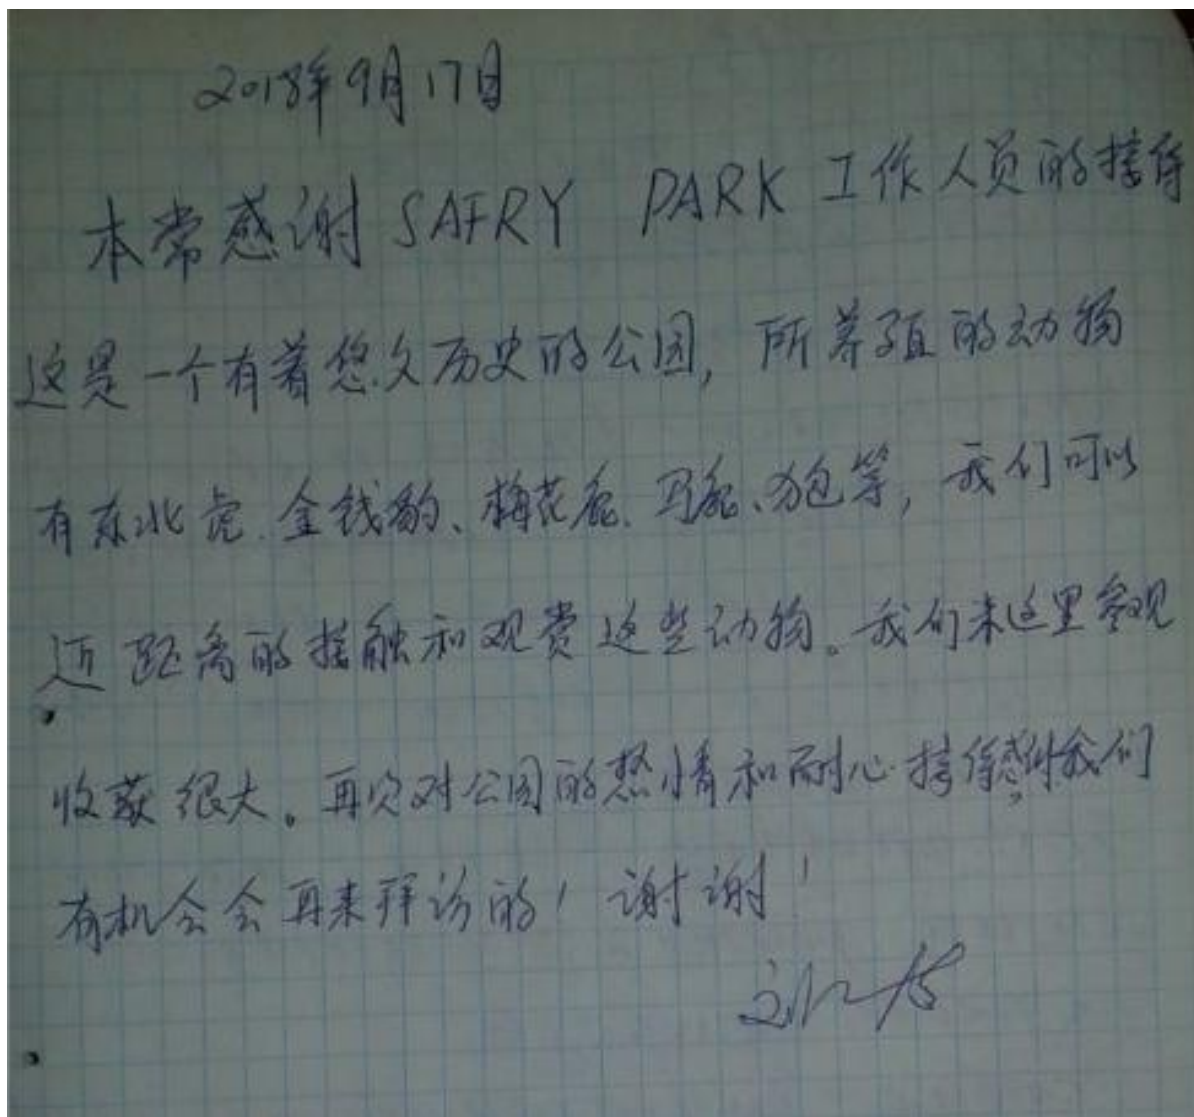 2018年9月17日
本常感谢 SAFRY PARK 工作人员的接待
这是一个有着悠久历史的公园, 所养殖的动物
有东北虎、金钱豹、梅花鹿、马鹿、狍等, 我们可以
近距离的接触和观赏这些动物。我们来这里参观
收获很大。再次对公园的热情和耐心接待感谢, 我们
有机会会再来拜访的! 谢谢!